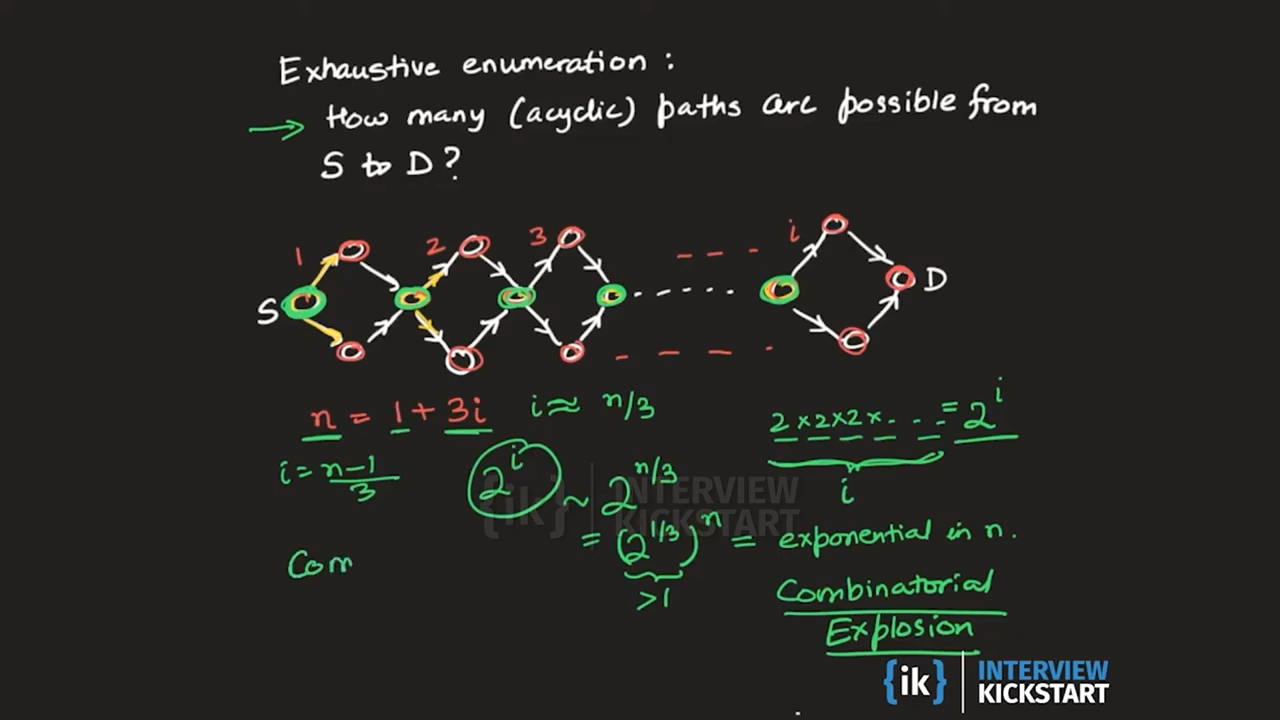 Exhaustive enumeration :
→ How many (acyclic) paths are possible from
S to D?
1 2 3 i
S D
n = 1 + 3i i ≈ n/3 2 × 2 × 2 × - - - = 2^i
i
i = n-1/3 2^i ~ 2^n/3
= (2^1/3)^n = exponential in n.
>1
Com
Combinatorial
Explosion
{ik} INTERVIEW
KICKSTART
{ik} INTERVIEW
KICKSTART